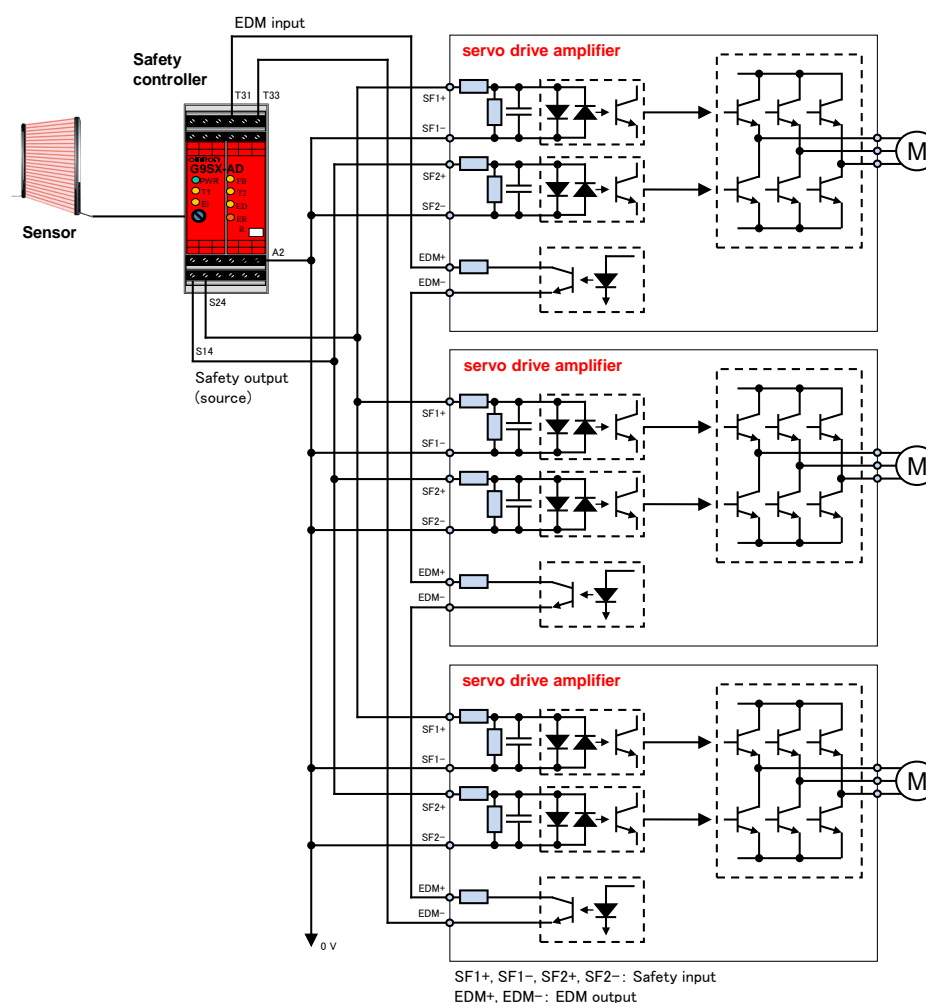 EDM input
Safety
controller
T31
T33
omron
G9SX-AD
PWR
FB
T1
T2
EI
ED
ER
R
Sensor
A2
S24
S14
Safety output
(source)
servo drive amplifier
SF1+
SF1-
SF2+
SF2-
EDM+
EDM-
M
servo drive amplifier
SF1+
SF1-
SF2+
SF2-
EDM+
EDM-
M
servo drive amplifier
SF1+
SF1-
SF2+
SF2-
EDM+
EDM-
M
0 V
SF1+, SF1-, SF2+, SF2-: Safety input
EDM+, EDM-: EDM output